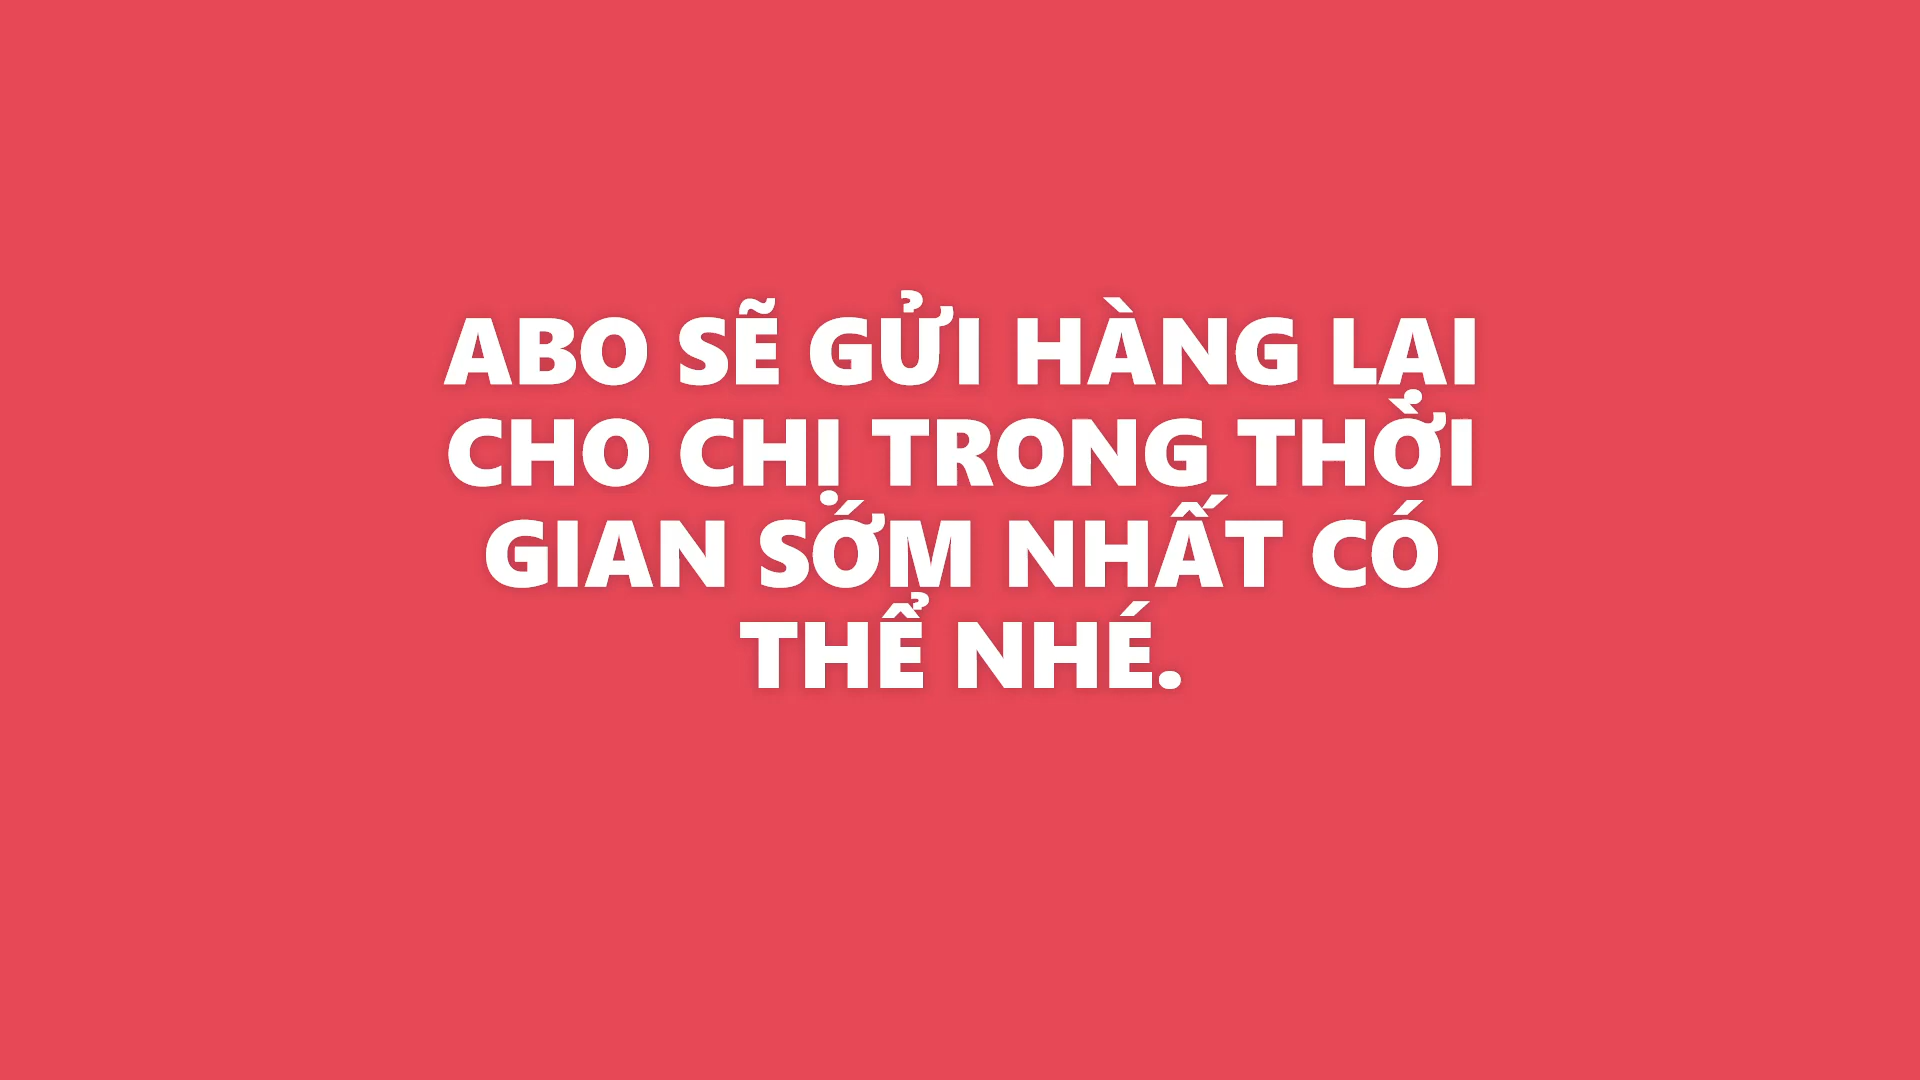 ABO SẼ GỬI HÀNG LẠI
CHO CHỊ TRONG THỜI
GIAN SỚM NHẤT CÓ
THỂ NHÉ.